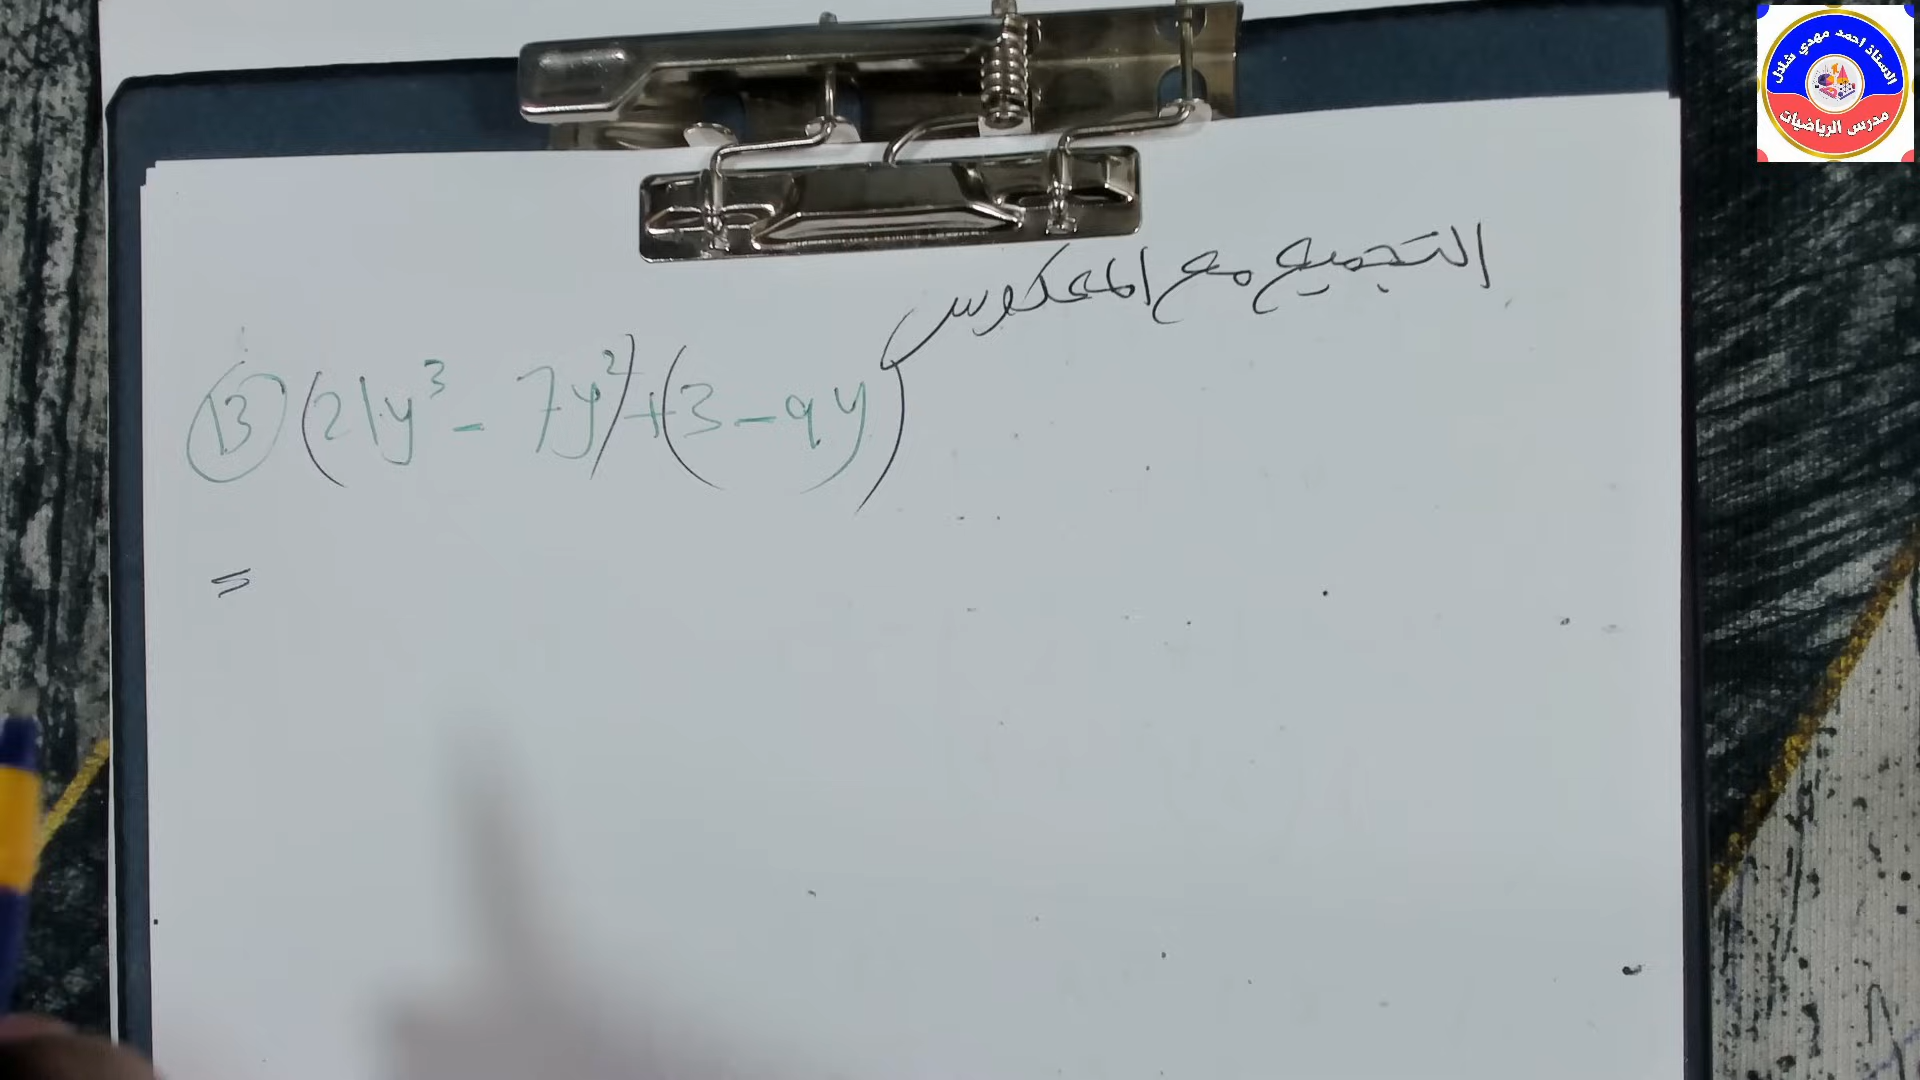 الاستاذ احمد مهدي شلال
مدرس الرياضيات
التجميع مع المعكوس
13 (21y³ - 7y²) + (3 - 9y)
=